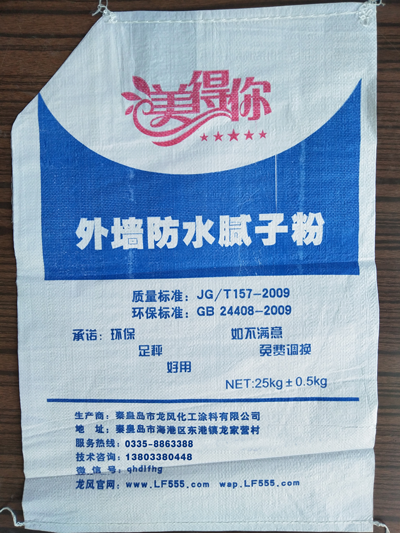 美得你
★★★★★
外墙防水腻子粉
质量标准：JG/T157-2009
环保标准：GB 24408-2009
承诺：环保 如不满意
足秤 免费调换
好用
NET:25kg±0.5kg
生产商：秦皇岛市龙风化工涂料有限公司
地 址：秦皇岛市海港区东港镇龙家营村
服务热线：0335-8863388
技术咨询：13803380448
微 信 号：qhdlfhg
龙风官网：www.LF555.com wap.LF555.com